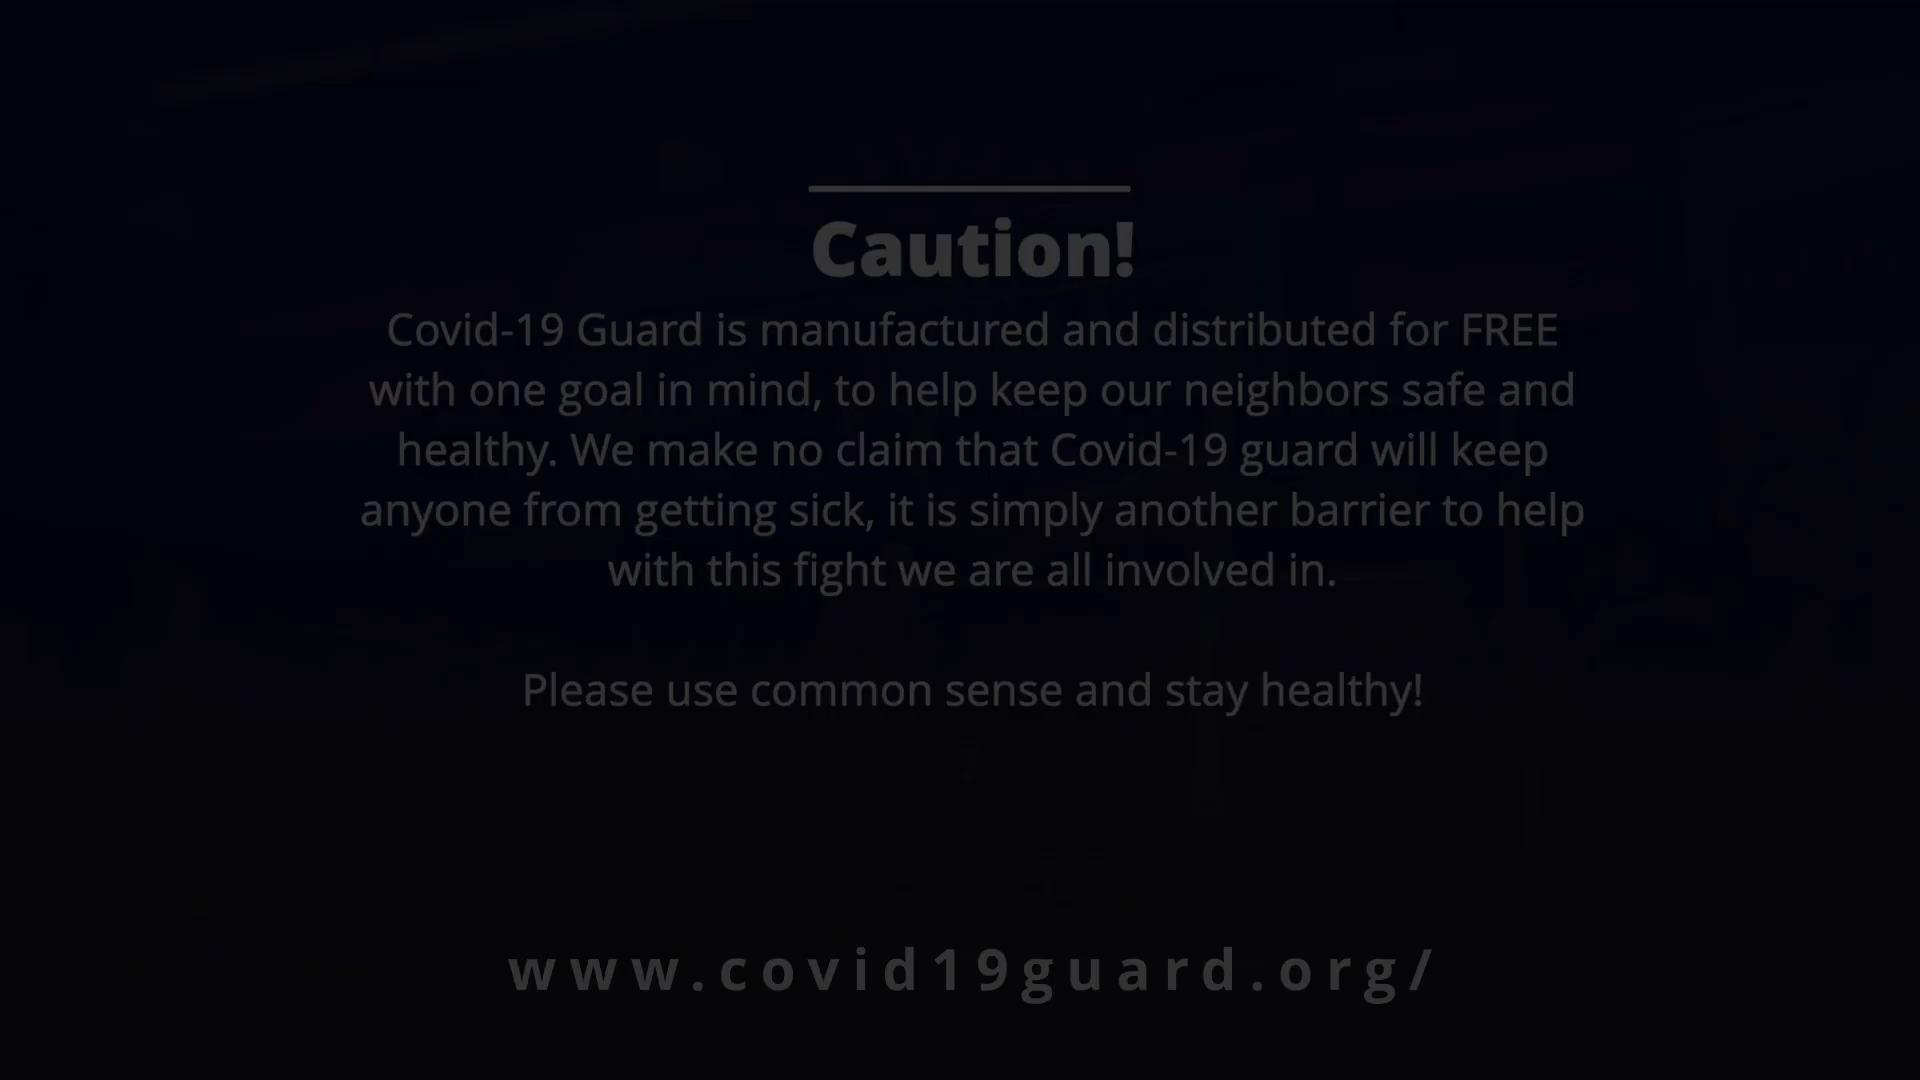 Caution!
Covid-19 Guard is manufactured and distributed for FREE
with one goal in mind, to help keep our neighbors safe and
healthy. We make no claim that Covid-19 guard will keep
anyone from getting sick, it is simply another barrier to help
with this fight we are all involved in.
Please use common sense and stay healthy!
www.covid19guard.org/